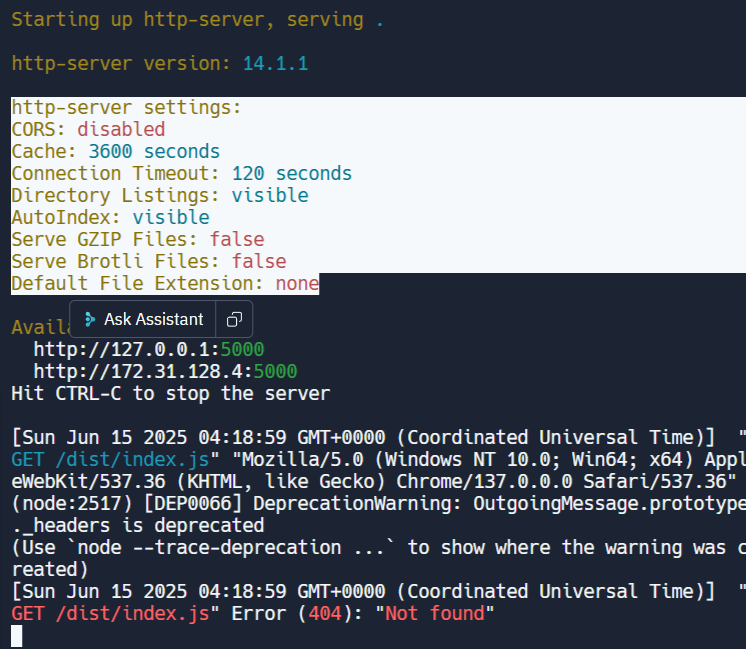 Starting up http-server, serving .
http-server version: 14.1.1
http-server settings:
CORS: disabled
Cache: 3600 seconds
Connection Timeout: 120 seconds
Directory Listings: visible
AutoIndex: visible
Serve GZIP Files: false
Serve Brotli Files: false
Default File Extension: none
Ask Assistant
http://127.0.0.1:5000
http://172.31.128.4:5000
Hit CTRL-C to stop the server
[Sun Jun 15 2025 04:18:59 GMT+0000 (Coordinated Universal Time)]  "
GET /dist/index.js" "Mozilla/5.0 (Windows NT 10.0; Win64; x64) Appl
eWebKit/537.36 (KHTML, like Gecko) Chrome/137.0.0.0 Safari/537.36"
(node:2517) [DEP0066] DeprecationWarning: OutgoingMessage.prototype
._headers is deprecated
(Use `node --trace-deprecation ...` to show where the warning was c
reated)
[Sun Jun 15 2025 04:18:59 GMT+0000 (Coordinated Universal Time)]  "
GET /dist/index.js" Error (404): "Not found"